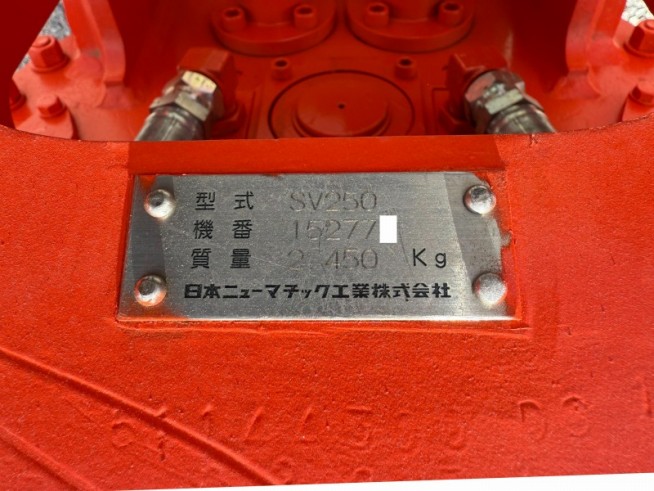 型式 SV250
機番 15277
質量 2,450 Kg
日本ニューマチック工業株式会社